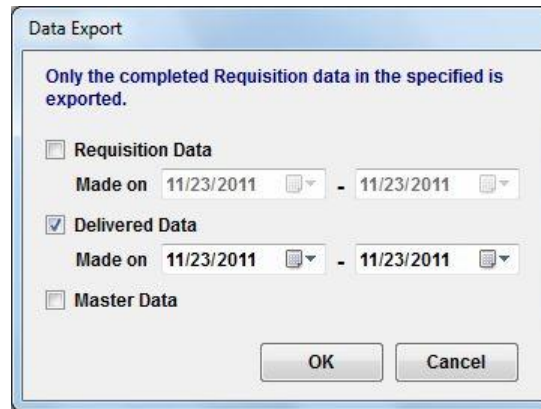 Data Export
Only the completed Requisition data in the specified is
exported.
Requisition Data
Made on 11/23/2011 - 11/23/2011
Delivered Data
Made on 11/23/2011 - 11/23/2011
Master Data
OK Cancel